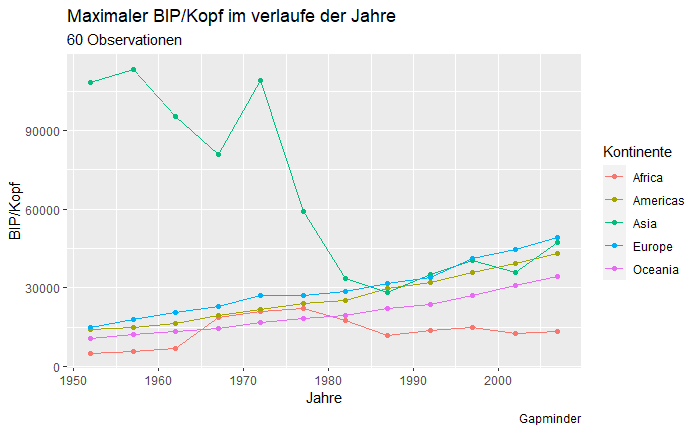 Maximaler BIP/Kopf im verlaufe der Jahre
60 Observationen
BIP/Kopf
90000
60000
30000
0
1950
1960
1970
1980
1990
2000
Jahre
Kontinente
Africa
Americas
Asia
Europe
Oceania
Gapminder